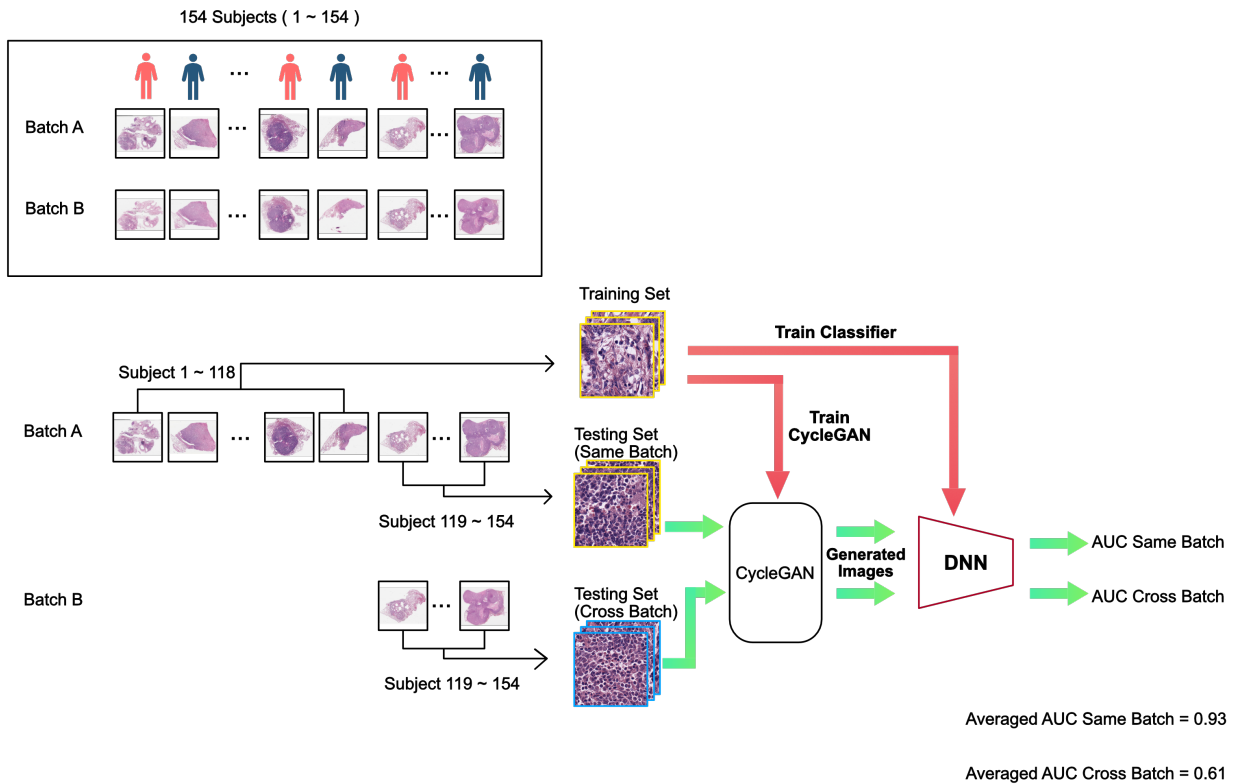 154 Subjects ( 1 ~ 154 )
...
...
Batch A
...
...
Batch B
...
...
Training Set
Train Classifier
Subject 1 ~ 118
Train
CycleGAN
Batch A
...
...
Testing Set
(Same Batch)
Subject 119 ~ 154
CycleGAN
Generated
Images
DNN
AUC Same Batch
AUC Cross Batch
Batch B
...
Testing Set
(Cross Batch)
Subject 119 ~ 154
Averaged AUC Same Batch = 0.93
Averaged AUC Cross Batch = 0.61